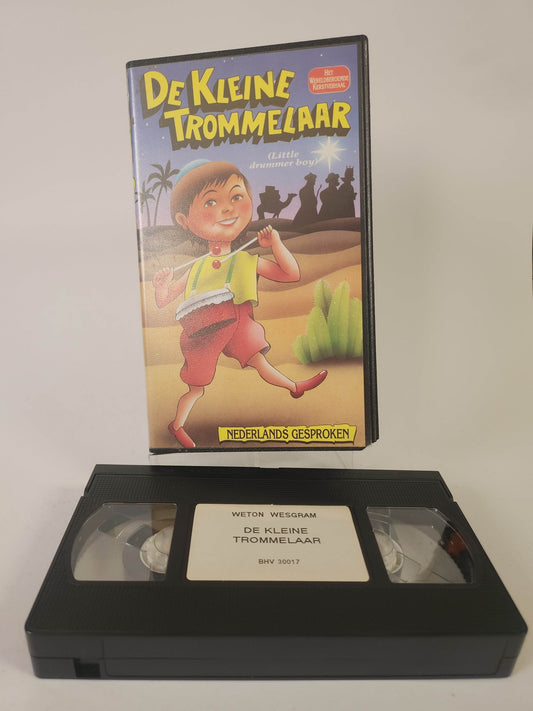 DE KLEINE
TROMMELAAR
HET
WERELDBEROEMDE
KERSTVERHAAL
(Little
drummer boy)
NEDERLANDS GESPROKEN
WETON WESGRAM
DE KLEINE
TROMMELAAR
BHV 30017